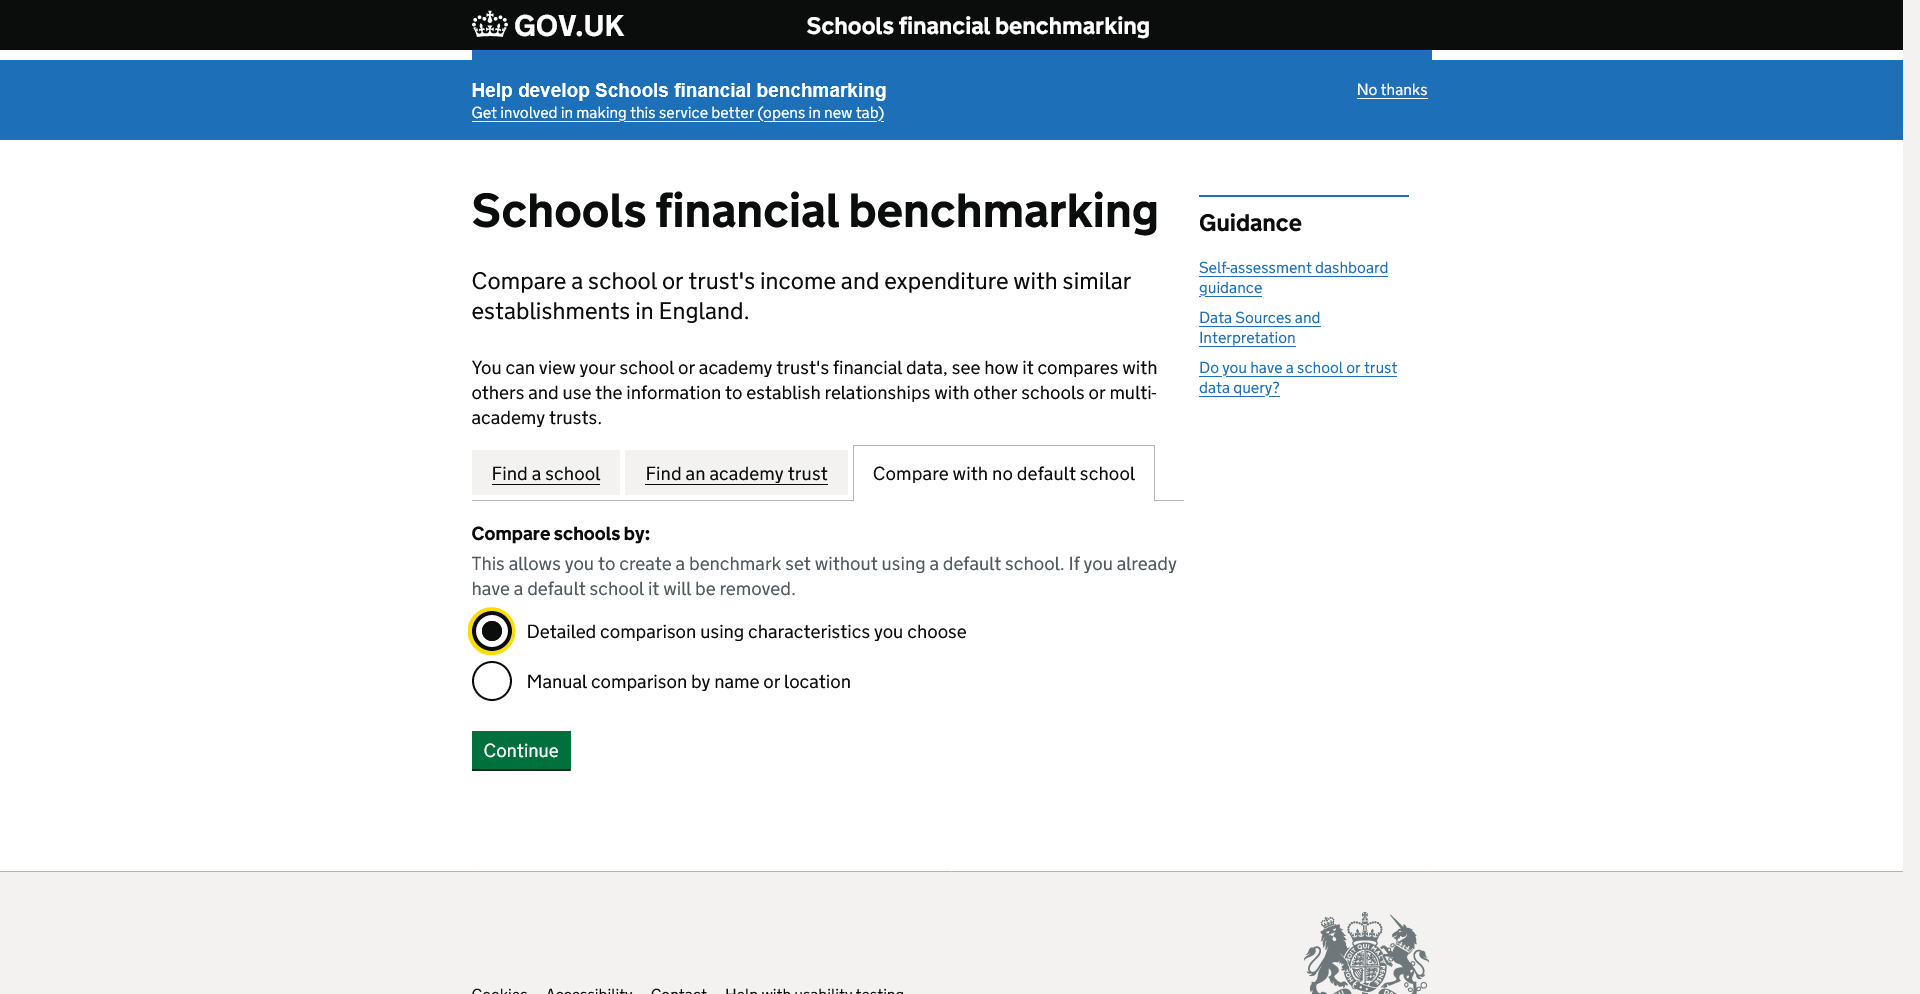 GOV.UK
Schools financial benchmarking
Help develop Schools financial benchmarking
No thanks
Get involved in making this service better (opens in new tab)
Schools financial benchmarking
Compare a school or trust's income and expenditure with similar
establishments in England.
You can view your school or academy trust's financial data, see how it compares with
others and use the information to establish relationships with other schools or multi-
academy trusts.
Find a school
Find an academy trust
Compare with no default school
Compare schools by:
This allows you to create a benchmark set without using a default school. If you already
have a default school it will be removed.
Detailed comparison using characteristics you choose
Manual comparison by name or location
Continue
Guidance
Self-assessment dashboard
guidance
Data Sources and
Interpretation
Do you have a school or trust
data query?
Cookies
Accessibility
Contact
Help with usability testing